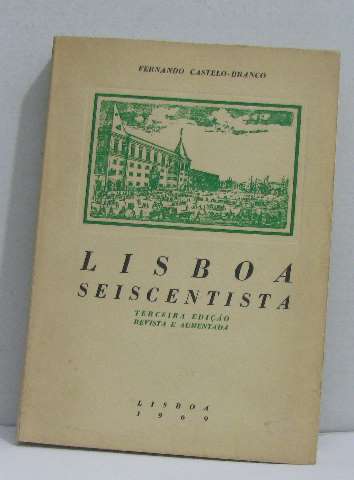 FERNANDO CASTELO-BRANCO
LISBOA
SEISCENTISTA
TERCEIRA EDIÇÃO
REVISTA E AUMENTADA
LISBOA
1969